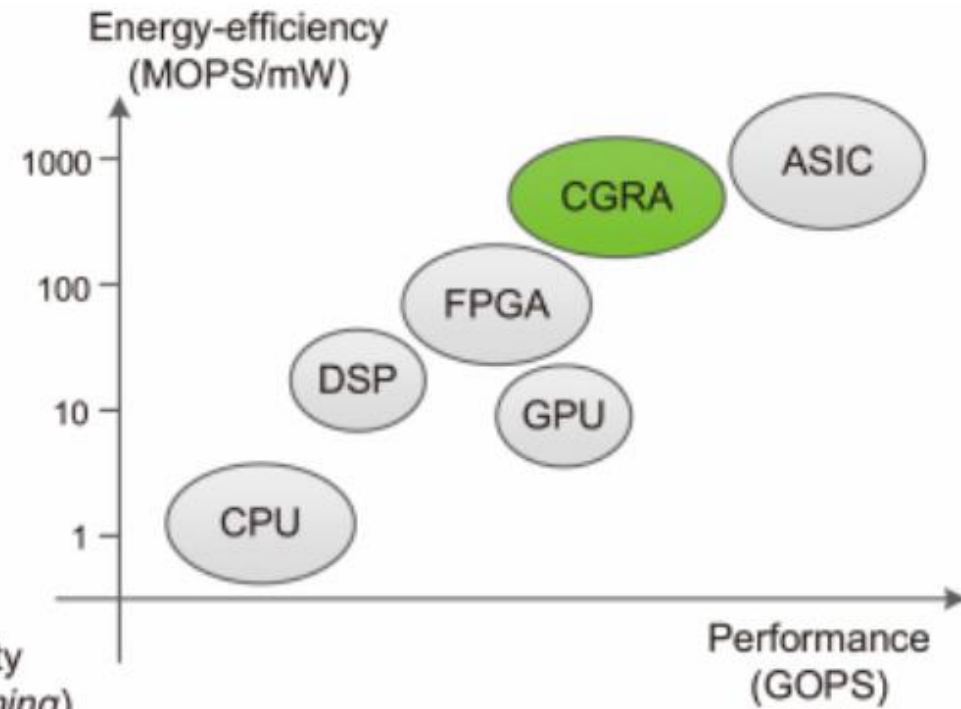 Energy-efficiency
(MOPS/mW)
1000
ASIC
CGRA
100
FPGA
DSP
10
GPU
CPU
1
Performance
(GOPS)